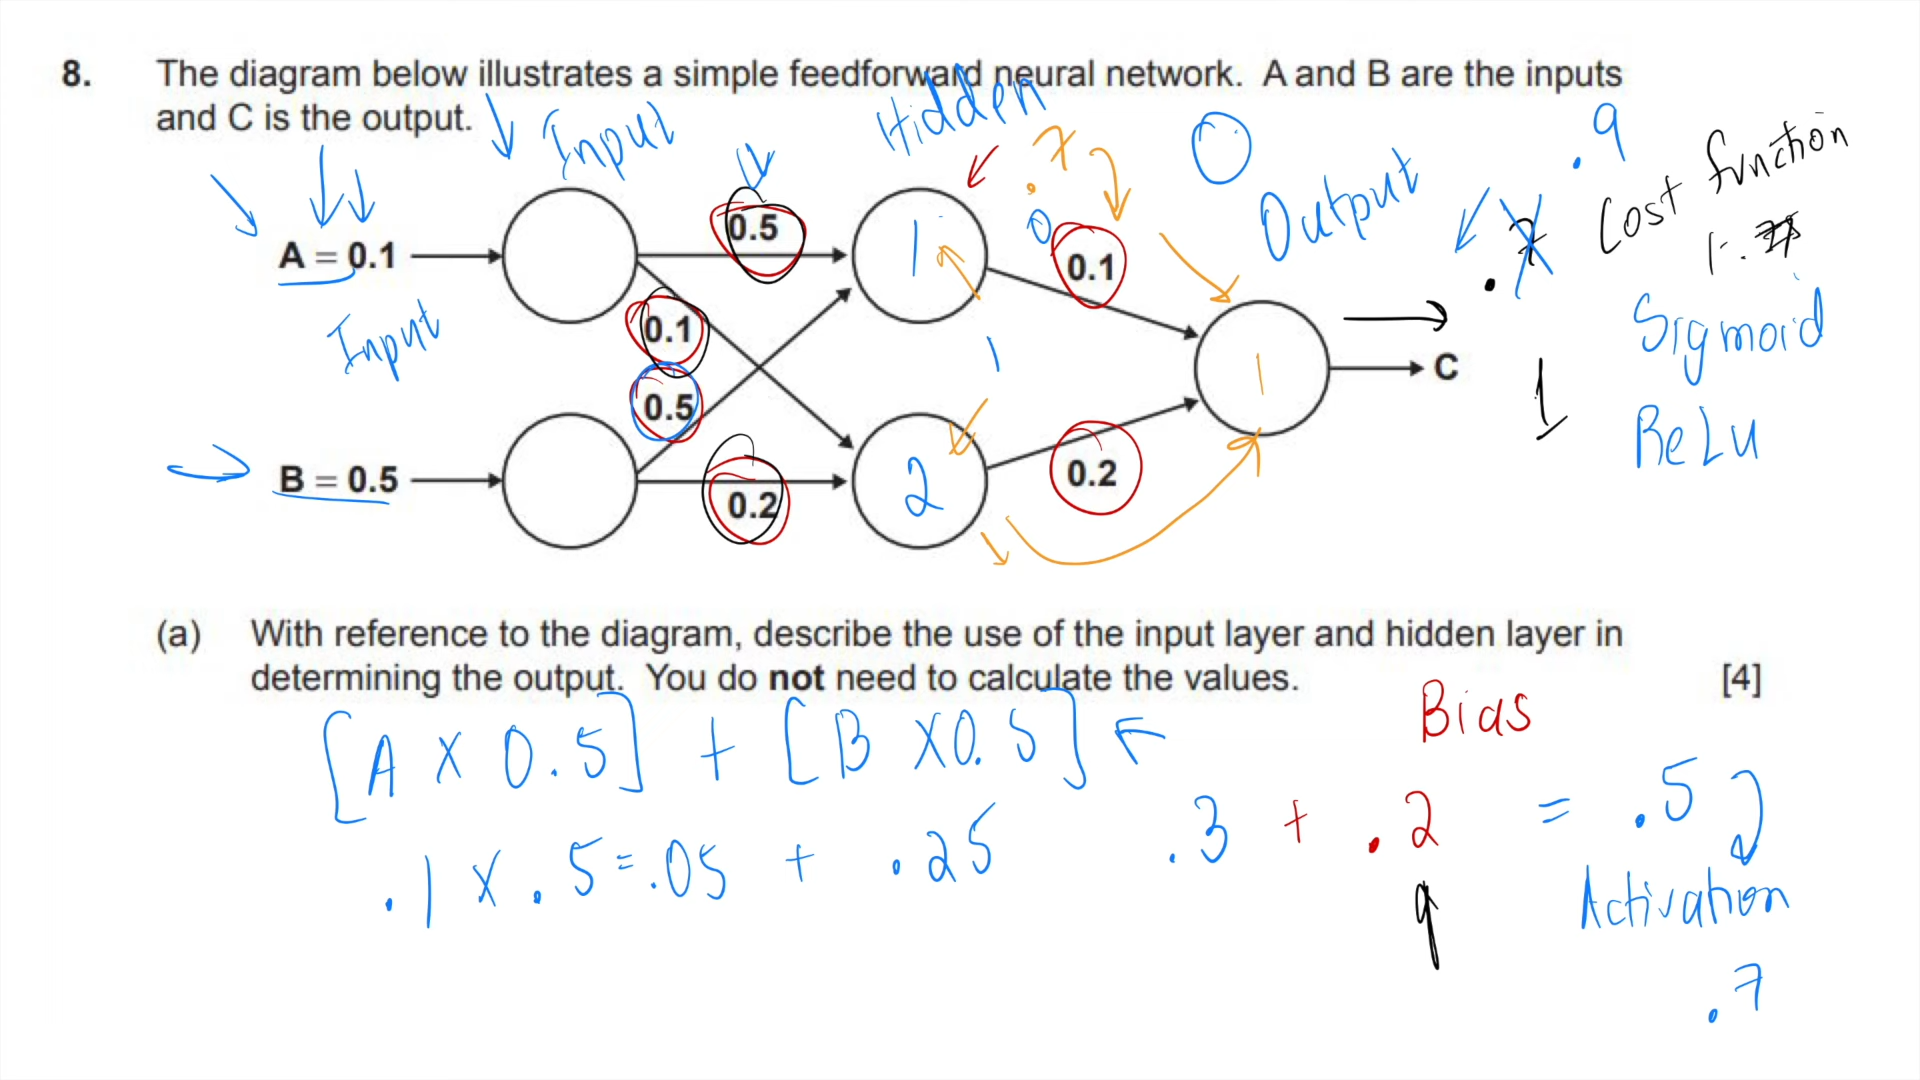 8. The diagram below illustrates a simple feedforward neural network. A and B are the inputs
and C is the output.
Input
Hidden
.7
0
Output
.9
Cost function
1.
A = 0.1
0.5
1
0.1
Sigmoid
Input
0.1
1
1
C
1
0.5
ReLu
B = 0.5
0.2
2
0.2
(a) With reference to the diagram, describe the use of the input layer and hidden layer in
determining the output. You do not need to calculate the values. [4]
Bias
[A x 0.5] + [B x 0.5]
.1 x .5 = .05 + .25 .3 + .2 = .5
Activation
.7